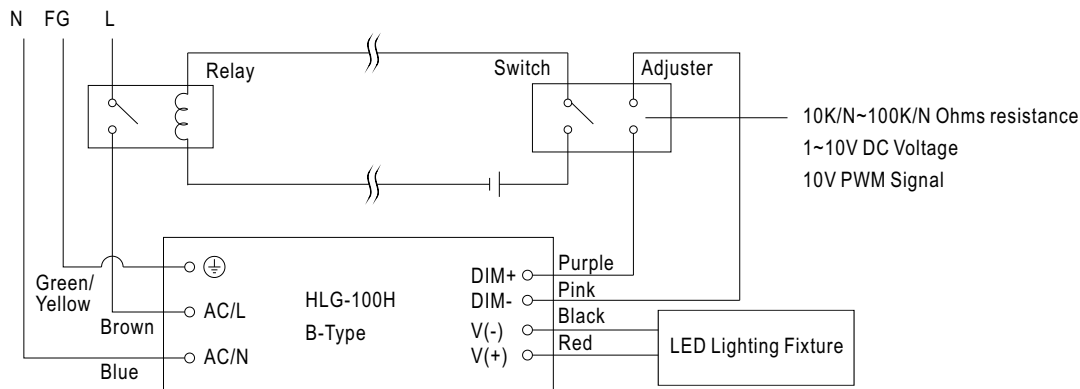 N FG L
Relay
Switch
Adjuster
10K/N~100K/N Ohms resistance
1~10V DC Voltage
10V PWM Signal
Green/
Yellow
Brown
Blue
AC/L
AC/N
HLG-100H
B-Type
DIM+
DIM-
V(-)
V(+)
Purple
Pink
Black
Red
LED Lighting Fixture